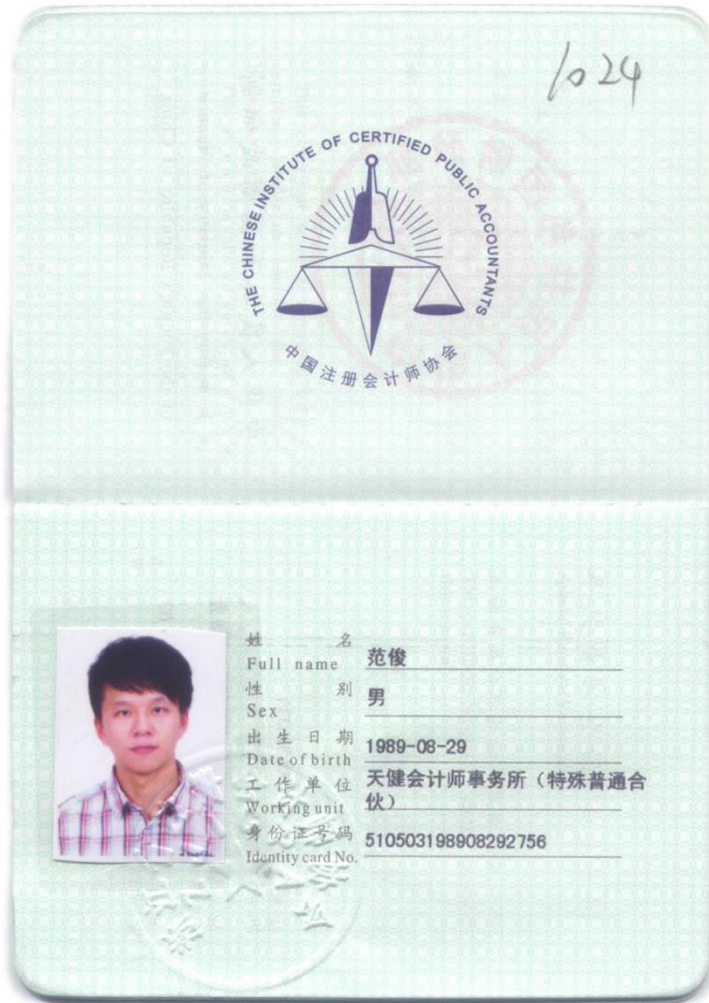 1024
THE CHINESE INSTITUTE OF CERTIFIED PUBLIC ACCOUNTANTS
中国注册会计师协会
姓 名 范俊
Full name
性 别 男
Sex
出生日期 1989-08-29
Date of birth
工作单位 天健会计师事务所（特殊普通合
Working unit 伙）
身份证号码 510503198908292756
Identity card No.